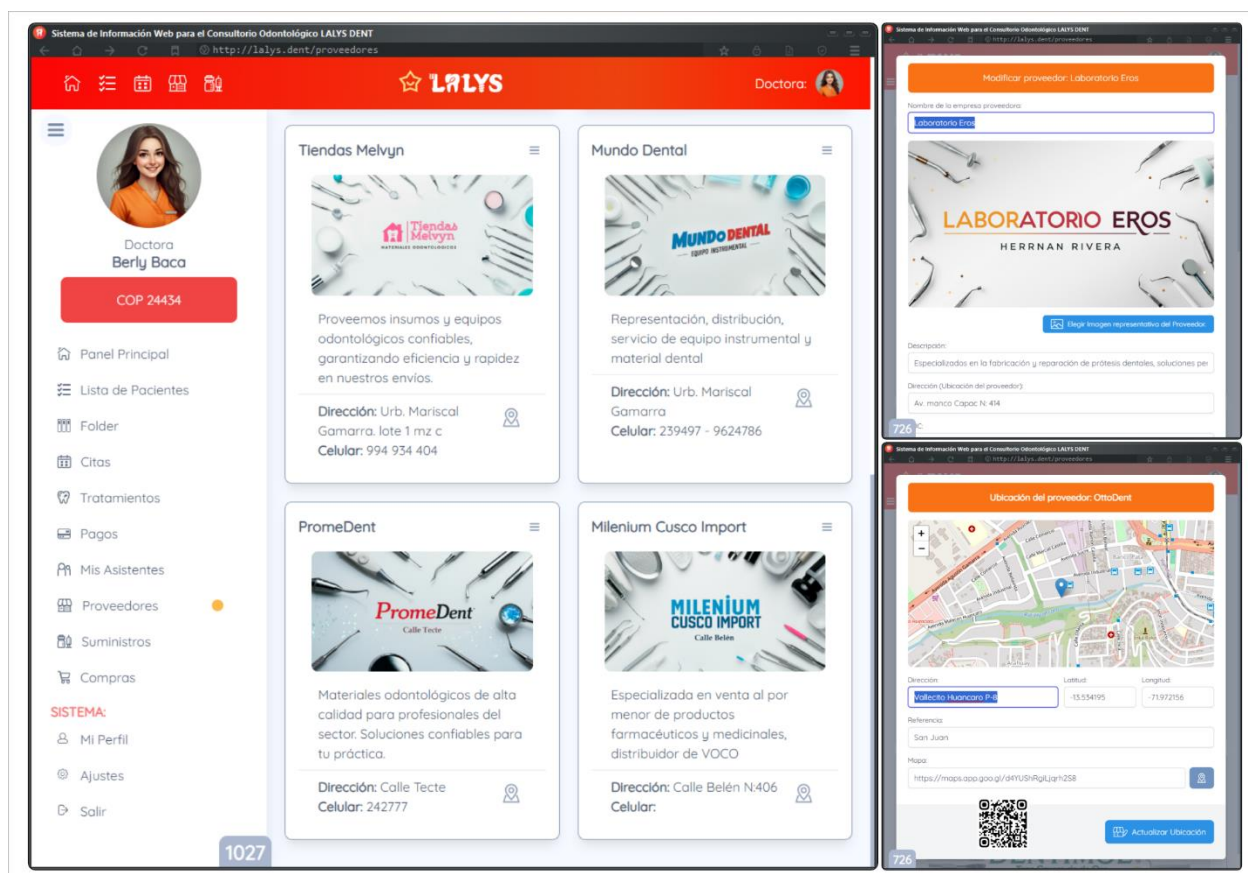 Sistema de Información Web para el Consultorio Odontológico LALYS DENT
http://lalys.dent/proveedores
LALYS
Doctora:
Doctora
Berly Baca
COP 24434
Panel Principal
Lista de Pacientes
Folder
Citas
Tratamientos
Pagos
Mis Asistentes
Proveedores
Suministros
Compras
SISTEMA:
Mi Perfil
Ajustes
Salir
1027
Tiendas Melvyn
Tiendas
Melvyn
MATERIALES ODONTOLOGICOS
Proveemos insumos y equipos
odontológicos confiables,
garantizando eficiencia y rapidez
en nuestros envíos.
Dirección: Urb. Mariscal
Gamarra. lote 1 mz c
Celular: 994 934 404
Mundo Dental
MUNDO DENTAL
EQUIPO INSTRUMENTAL
Representación, distribución,
servicio de equipo instrumental y
material dental
Dirección: Urb. Mariscal
Gamarra
Celular: 239497 - 9624786
PromeDent
PromeDent
Calle Tecte
Materiales odontológicos de alta
calidad para profesionales del
sector. Soluciones confiables para
tu práctica.
Dirección: Calle Tecte
Celular: 242777
Milenium Cusco Import
MILENIUM
CUSCO IMPORT
Calle Belén
Especializada en venta al por
menor de productos
farmacéuticos y medicinales,
distribuidor de VOCO
Dirección: Calle Belén N:406
Celular:
Sistema de Información Web para el Consultorio Odontológico LALYS DENT
http://lalys.dent/proveedores
Modificar proveedor: Laboratorio Eros
Nombre de la empresa proveedora:
Laboratorio Eros
LABORATORIO EROS
HERRNAN RIVERA
Elegir Imagen representativa del Proveedor
Descripción:
Especializados en la fabricación y reparación de prótesis dentales, soluciones per
Dirección (Ubicación del proveedor):
Av. manco Capac N: 414
726
Sistema de Información Web para el Consultorio Odontológico LALYS DENT
http://lalys.dent/proveedores
Ubicación del proveedor: OttoDent
+
−
Dirección:
Vallecito Huancaro P-8
Latitud:
-13.534195
Longitud:
-71.972156
Referencia:
San Juan
Mapa:
https://maps.app.goo.gl/d4YUShRgiLjqrh2S8
Actualizar Ubicación
726